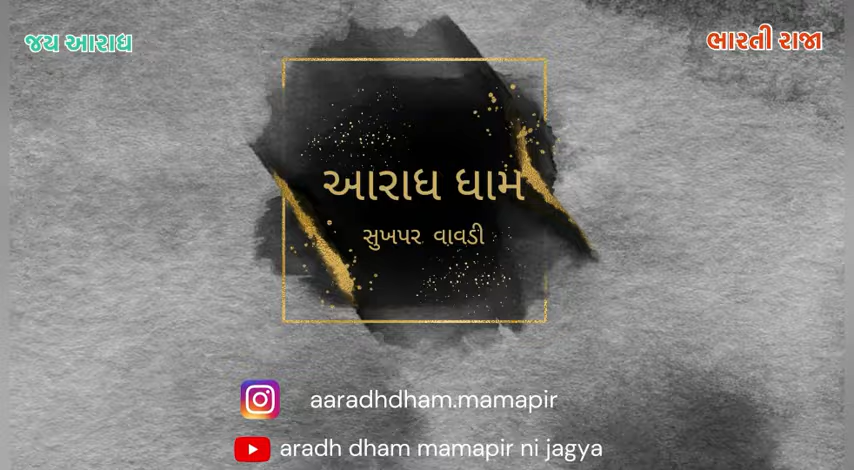 જય આરાધ
ભારતી રાજા
આરાધ ધામ
સુખપર વાવડી
aaradhdham.mamapir
aradh dham mamapir ni jagya